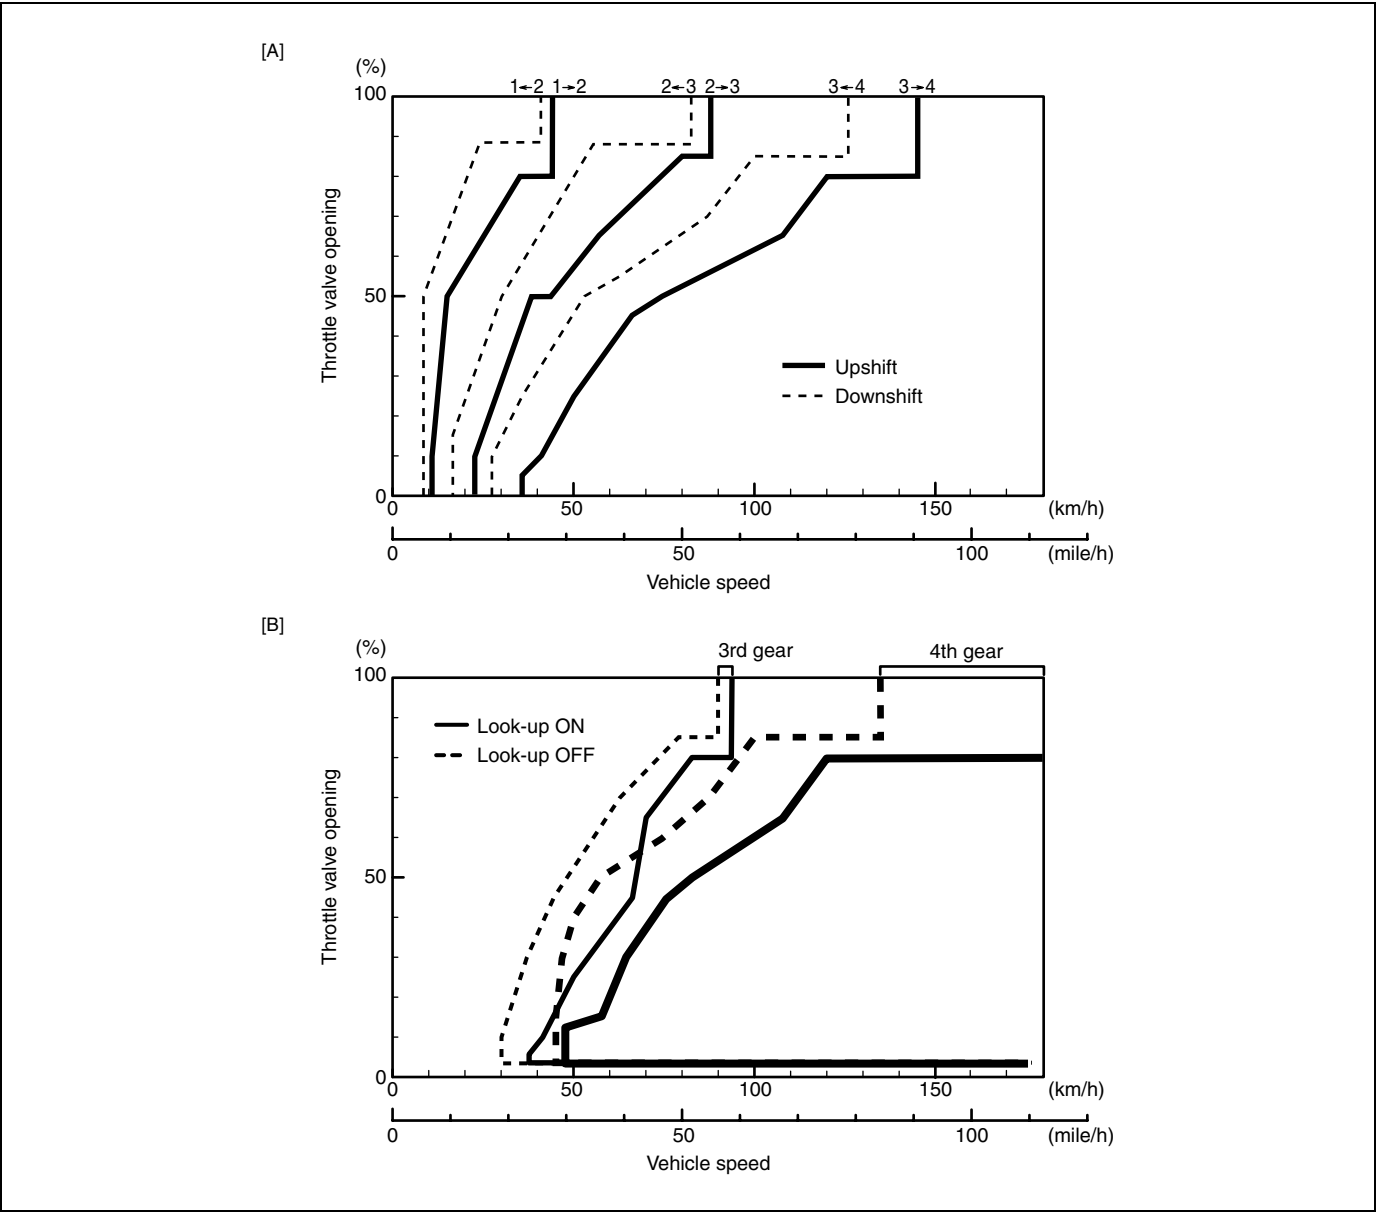 [A]
(%)
100
1←2 1→2 2←3 2→3 3←4 3→4
Throttle valve opening
50
Upshift
Downshift
0
0 50 100 150 (km/h)
0 50 100 (mile/h)
Vehicle speed
[B]
(%)
3rd gear 4th gear
100
Look-up ON
Look-up OFF
Throttle valve opening
50
0
0 50 100 150 (km/h)
0 50 100 (mile/h)
Vehicle speed